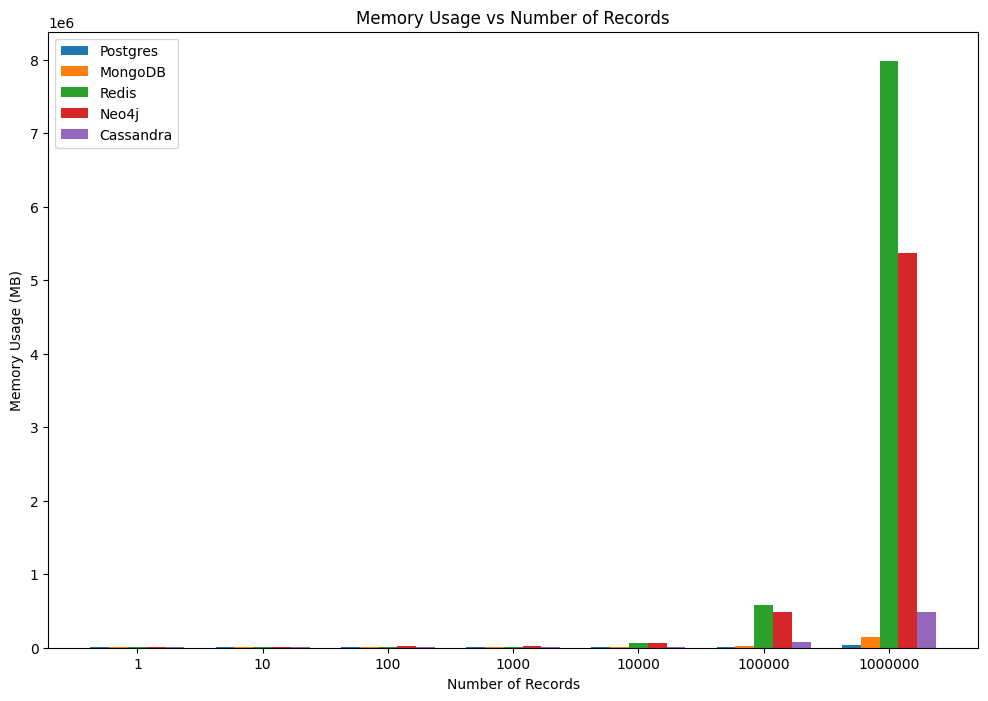 Memory Usage vs Number of Records
1e6
Postgres
MongoDB
Redis
Neo4j
Cassandra
8
7
6
5
4
3
2
1
0
Memory Usage (MB)
1 10 100 1000 10000 100000 1000000
Number of Records